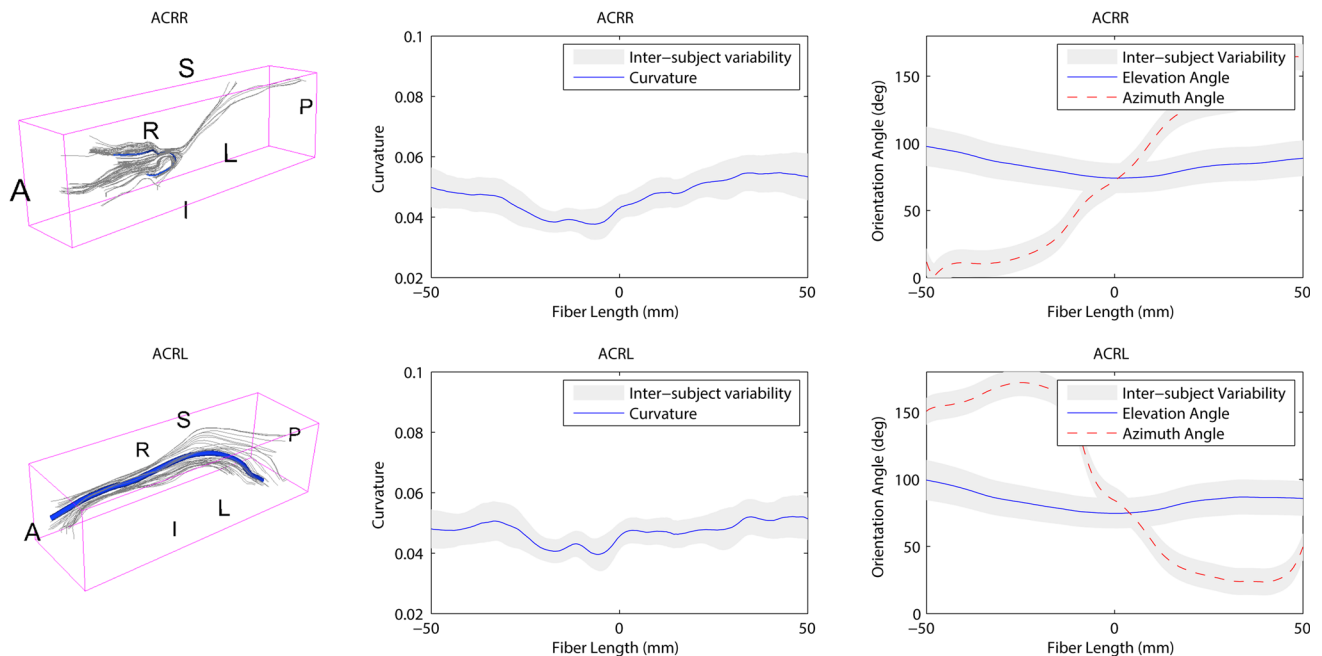 ACRR
S
P
R
L
A
I
ACRR
0.1
0.08
0.06
0.04
0.02
Curvature
Inter−subject variability
Curvature
−50
0
50
Fiber Length (mm)
ACRR
150
100
50
0
Orientation Angle (deg)
Inter−subject Variability
Elevation Angle
Azimuth Angle
−50
0
50
Fiber Length (mm)
ACRL
S
R
P
A
L
I
ACRL
0.1
0.08
0.06
0.04
0.02
Curvature
Inter−subject variability
Curvature
−50
0
50
Fiber Length (mm)
ACRL
150
100
50
0
Orientation Angle (deg)
Inter−subject Variability
Elevation Angle
Azimuth Angle
−50
0
50
Fiber Length (mm)